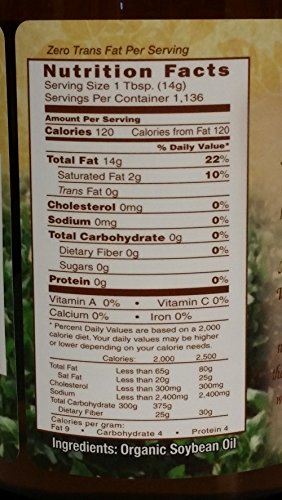 Zero Trans Fat Per Serving
Nutrition Facts
Serving Size 1 Tbsp. (14g)
Servings Per Container 1,136
Amount Per Serving
Calories 120 Calories from Fat 120
% Daily Value*
Total Fat 14g 22%
Saturated Fat 2g 10%
Trans Fat 0g
Cholesterol 0mg 0%
Sodium 0mg 0%
Total Carbohydrate 0g 0%
Dietary Fiber 0g 0%
Sugars 0g
Protein 0g 0%
Vitamin A 0% • Vitamin C 0%
Calcium 0% • Iron 0%
* Percent Daily Values are based on a 2,000
calorie diet. Your daily values may be higher
or lower depending on your calorie needs.
Calories: 2,000 2,500
Total Fat Less than 65g 80g
Sat Fat Less than 20g 25g
Cholesterol Less than 300mg 300mg
Sodium Less than 2,400mg 2,400mg
Total Carbohydrate 300g 375g
Dietary Fiber 25g 30g
Calories per gram:
Fat 9 • Carbohydrate 4 • Protein 4
Ingredients: Organic Soybean Oil